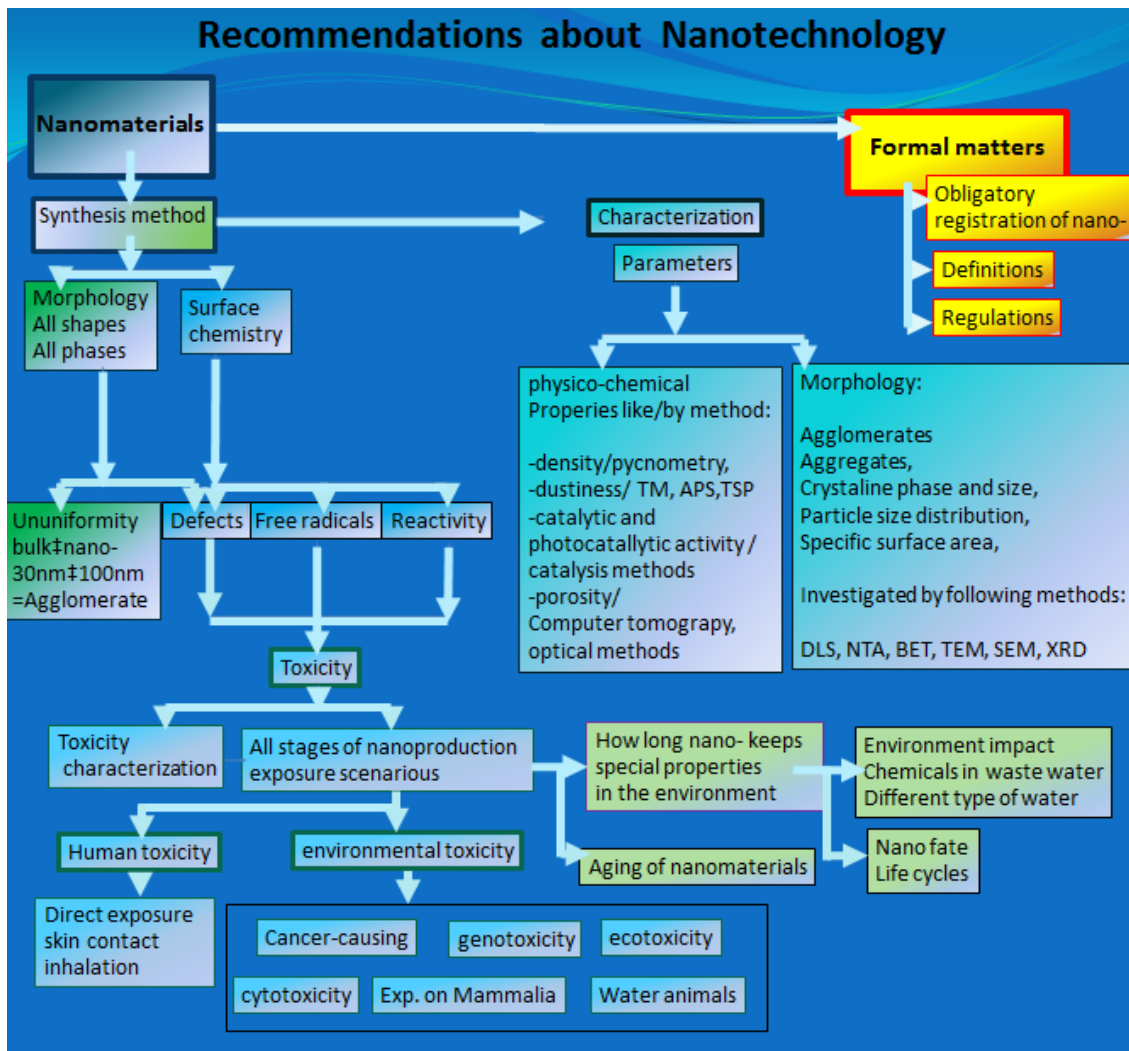 Recommendations about Nanotechnology
Nanomaterials
Formal matters
Obligatory
registration of nano-
Definitions
Regulations
Synthesis method
Characterization
Parameters
Morphology
All shapes
All phases
Surface
chemistry
physico-chemical
Properies like/by method:
-density/pycnometry,
-dustiness/ TM, APS,TSP
-catalytic and
photocatallytic activity /
catalysis methods
-porosity/
Computer tomograpy,
optical methods
Morphology:
Agglomerates
Aggregates,
Crystaline phase and size,
Particle size distribution,
Specific surface area,
Investigated by following methods:
DLS, NTA, BET, TEM, SEM, XRD
Ununiformity
bulk‡nano-
30nm‡100nm
=Agglomerate
Defects
Free radicals
Reactivity
Toxicity
Toxicity
characterization
All stages of nanoproduction
exposure scenarious
How long nano- keeps
special properties
in the environment
Environment impact
Chemicals in waste water
Different type of water
Aging of nanomaterials
Nano fate
Life cycles
Human toxicity
environmental toxicity
Direct exposure
skin contact
inhalation
Cancer-causing
genotoxicity
ecotoxicity
cytotoxicity
Exp. on Mammalia
Water animals